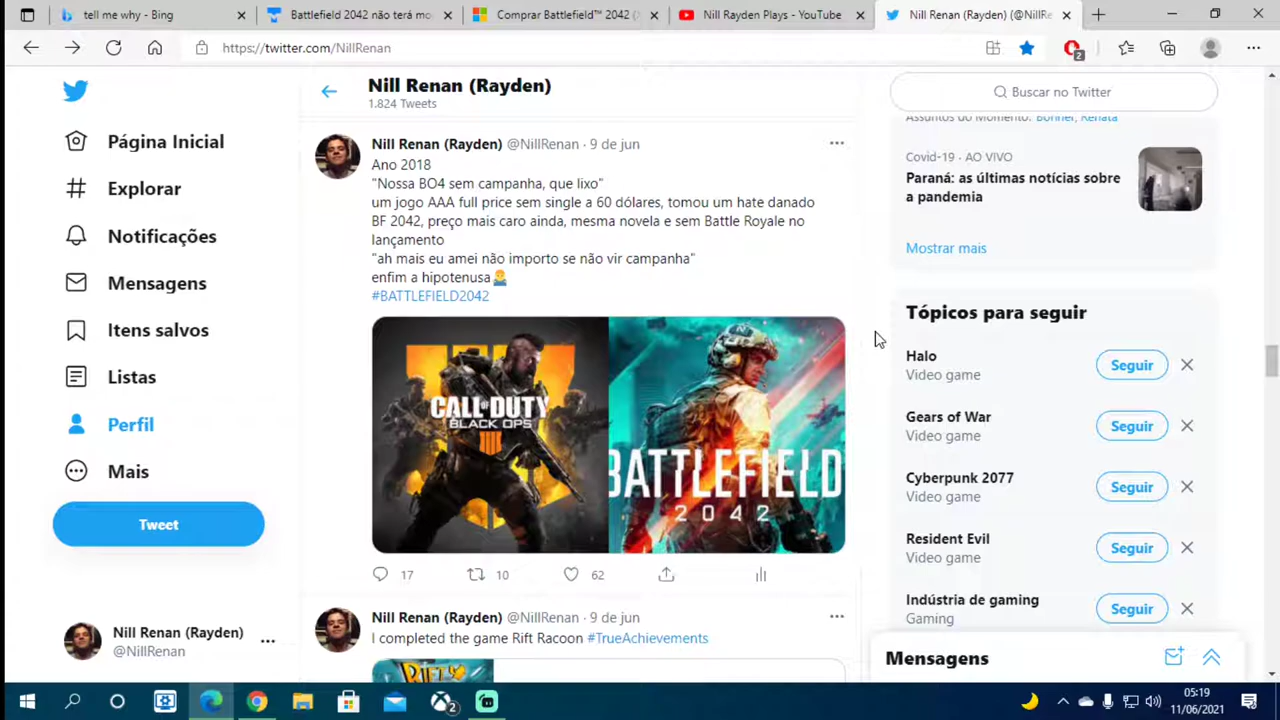 tell me why - Bing
Battlefield 2042 não terá mo
Comprar Battlefield™ 2042 (
Nill Rayden Plays - YouTube
Nill Renan (Rayden) (@NillRe
https://twitter.com/NillRenan
2
Página Inicial
Explorar
Notificações
Mensagens
Itens salvos
Listas
Perfil
Mais
Tweet
Nill Renan (Rayden)
@NillRenan
Nill Renan (Rayden)
1.824 Tweets
Nill Renan (Rayden) @NillRenan · 9 de jun
Ano 2018
"Nossa BO4 sem campanha, que lixo"
um jogo AAA full price sem single a 60 dólares, tomou um hate danado
BF 2042, preço mais caro ainda, mesma novela e sem Battle Royale no
lançamento
"ah mais eu amei não importo se não vir campanha"
enfim a hipotenusa
#BATTLEFIELD2042
CALL OF DUTY
BLACK OPS
IIII
BATTLEFIELD
2042
17
10
62
Nill Renan (Rayden) @NillRenan · 9 de jun
I completed the game Rift Racoon #TrueAchievements
Buscar no Twitter
Assuntos do Momento: Bonner, Renata
Covid-19 · AO VIVO
Paraná: as últimas notícias sobre
a pandemia
Mostrar mais
Tópicos para seguir
Halo
Video game
Seguir
Gears of War
Video game
Seguir
Cyberpunk 2077
Video game
Seguir
Resident Evil
Video game
Seguir
Indústria de gaming
Gaming
Seguir
Mensagens
2
05:19
11/06/2021